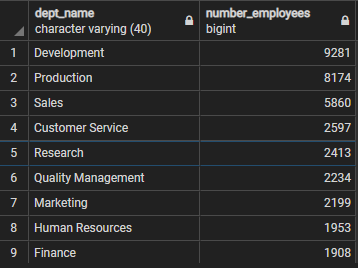 dept_name number_employees
character varying (40) bigint
1 Development 9281
2 Production 8174
3 Sales 5860
4 Customer Service 2597
5 Research 2413
6 Quality Management 2234
7 Marketing 2199
8 Human Resources 1953
9 Finance 1908